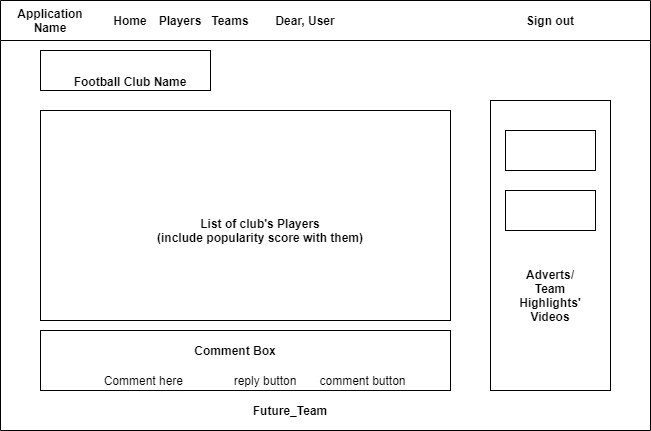 Application
Name
Home Players Teams Dear, User Sign out
Football Club Name
List of club's Players
(include popularity score with them)
Adverts/
Team
Highlights'
Videos
Comment Box
Comment here reply button comment button
Future_Team